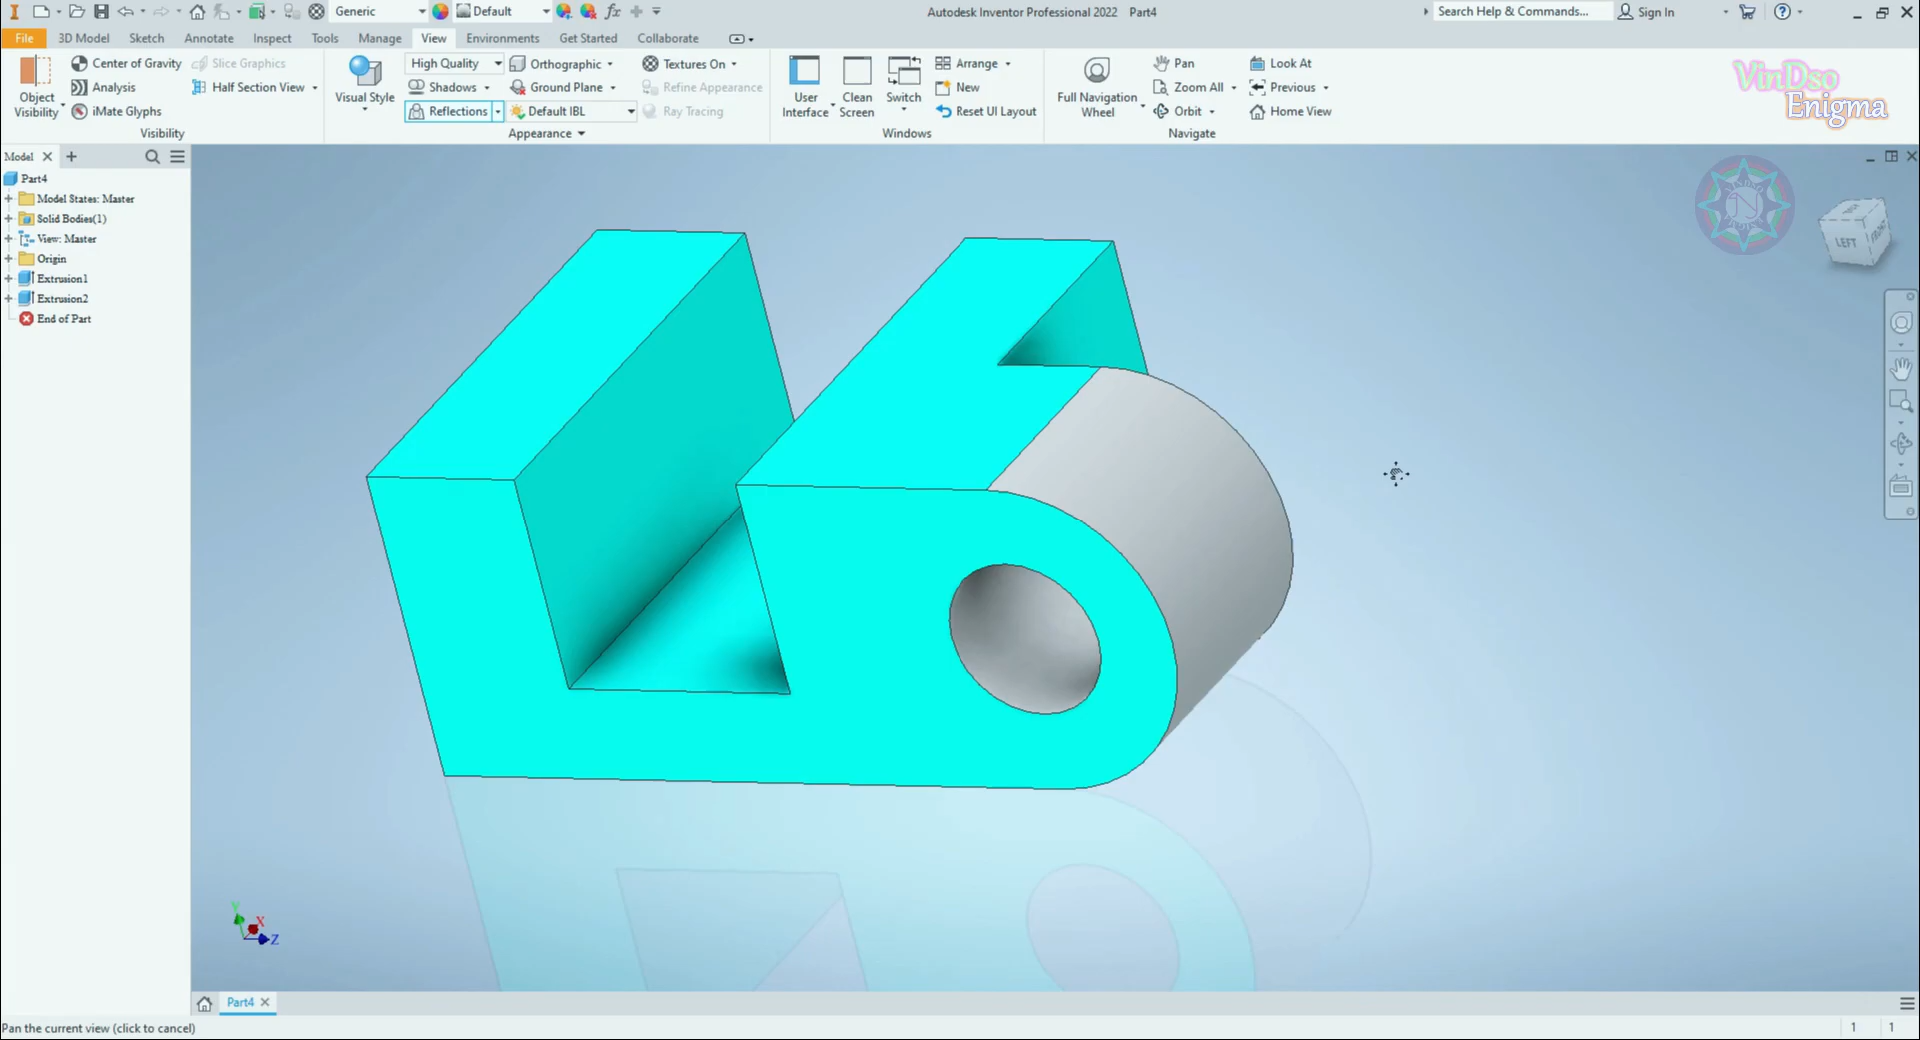 Generic
Default
Autodesk Inventor Professional 2022 Part4
Search Help & Commands...
Sign In
File
3D Model
Sketch
Annotate
Inspect
Tools
Manage
View
Environments
Get Started
Collaborate
Object
Visibility
Center of Gravity
Analysis
iMate Glyphs
Slice Graphics
Half Section View
Visibility
Visual Style
High Quality
Shadows
Reflections
Orthographic
Ground Plane
Default IBL
Textures On
Refine Appearance
Ray Tracing
Appearance
User
Interface
Clean
Screen
Switch
Arrange
New
Reset UI Layout
Windows
Full Navigation
Wheel
Pan
Zoom All
Orbit
Look At
Previous
Home View
Navigate
VinDso
Enigma
Model
Part4
Model States: Master
Solid Bodies(1)
View: Master
Origin
Extrusion1
Extrusion2
End of Part
LEFT
Y
X
Z
Part4
Pan the current view (click to cancel)
1
1